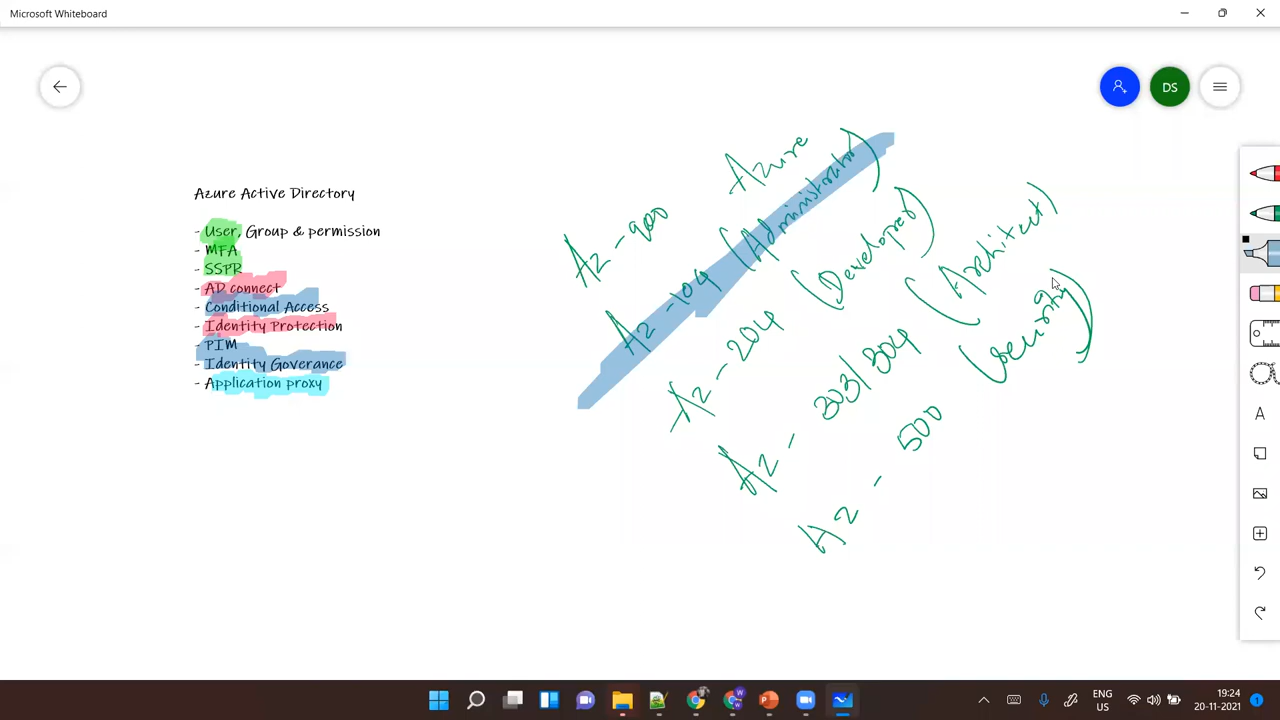 Microsoft Whiteboard
DS
Azure Active Directory
- User, Group & permission
- MFA
- SSPR
- AD connect
- Conditional Access
- Identity Protection
- PIM
- Identity Goverance
- Application proxy
Azure
AZ - 900
AZ - 104 (Administrator)
AZ - 204 (Developer)
AZ - 303/304 (Architect)
AZ - 500 (Security)
A
ENG
US
19:24
20-11-2021
1